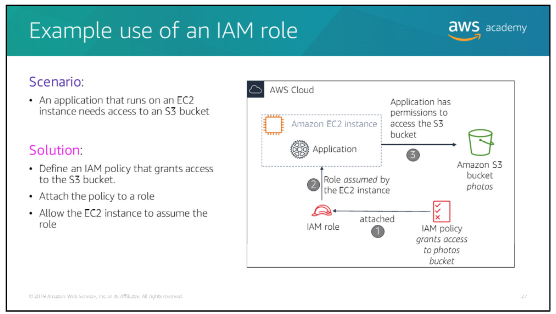 Example use of an IAM role
aws academy
Scenario:
• An application that runs on an EC2
instance needs access to an S3 bucket
Solution:
• Define an IAM policy that grants access
to the S3 bucket.
• Attach the policy to a role
• Allow the EC2 instance to assume the
role
AWS Cloud
Amazon EC2 instance
Application
Application has
permissions to
access the S3
bucket
3
Amazon S3
bucket
photos
2
Role assumed by
the EC2 instance
IAM role
attached
1
IAM policy
grants access
to photos
bucket
© 2019 Amazon Web Services, Inc. or its Affiliates. All rights reserved.
27